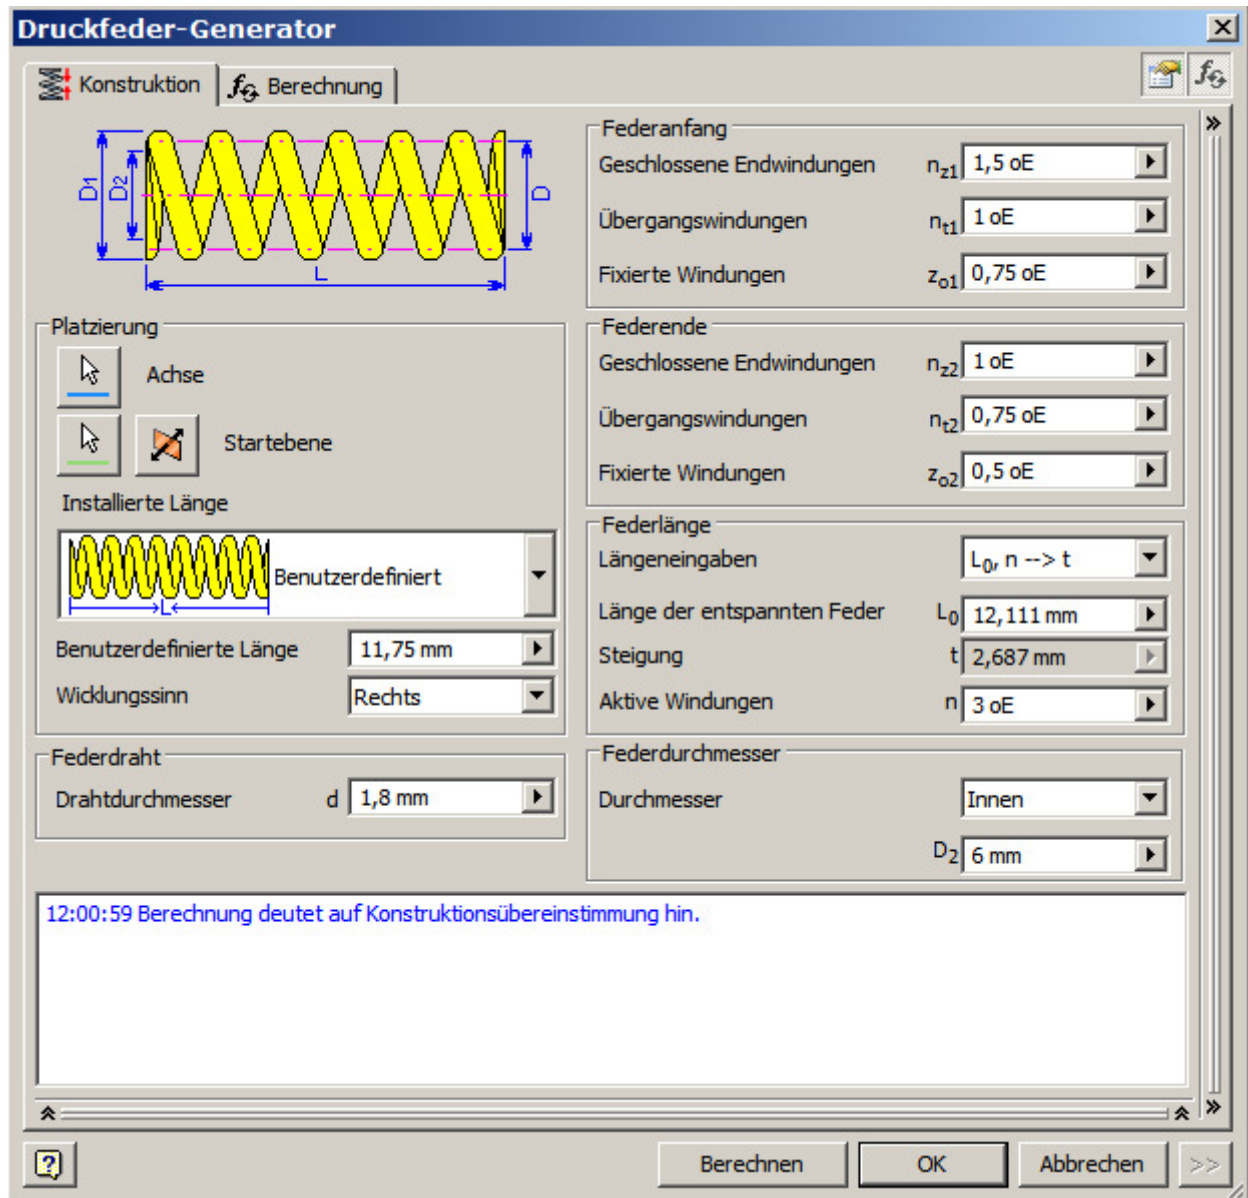 Druckfeder-Generator
Konstruktion
Berechnung
D1
D2
D
L
Platzierung
Achse
Startebene
Installierte Länge
L
Benutzerdefiniert
Benutzerdefinierte Länge 11,75 mm
Wicklungssinn Rechts
Federdraht
Drahtdurchmesser d 1,8 mm
Federanfang
Geschlossene Endwindungen nz1 1,5 oE
Übergangswindungen nt1 1 oE
Fixierte Windungen zo1 0,75 oE
Federende
Geschlossene Endwindungen nz2 1 oE
Übergangswindungen nt2 0,75 oE
Fixierte Windungen zo2 0,5 oE
Federlänge
Längeneingaben L0, n --> t
Länge der entspannten Feder L0 12,111 mm
Steigung t 2,687 mm
Aktive Windungen n 3 oE
Federdurchmesser
Durchmesser Innen
D2 6 mm
12:00:59 Berechnung deutet auf Konstruktionsübereinstimmung hin.
Berechnen OK Abbrechen >>